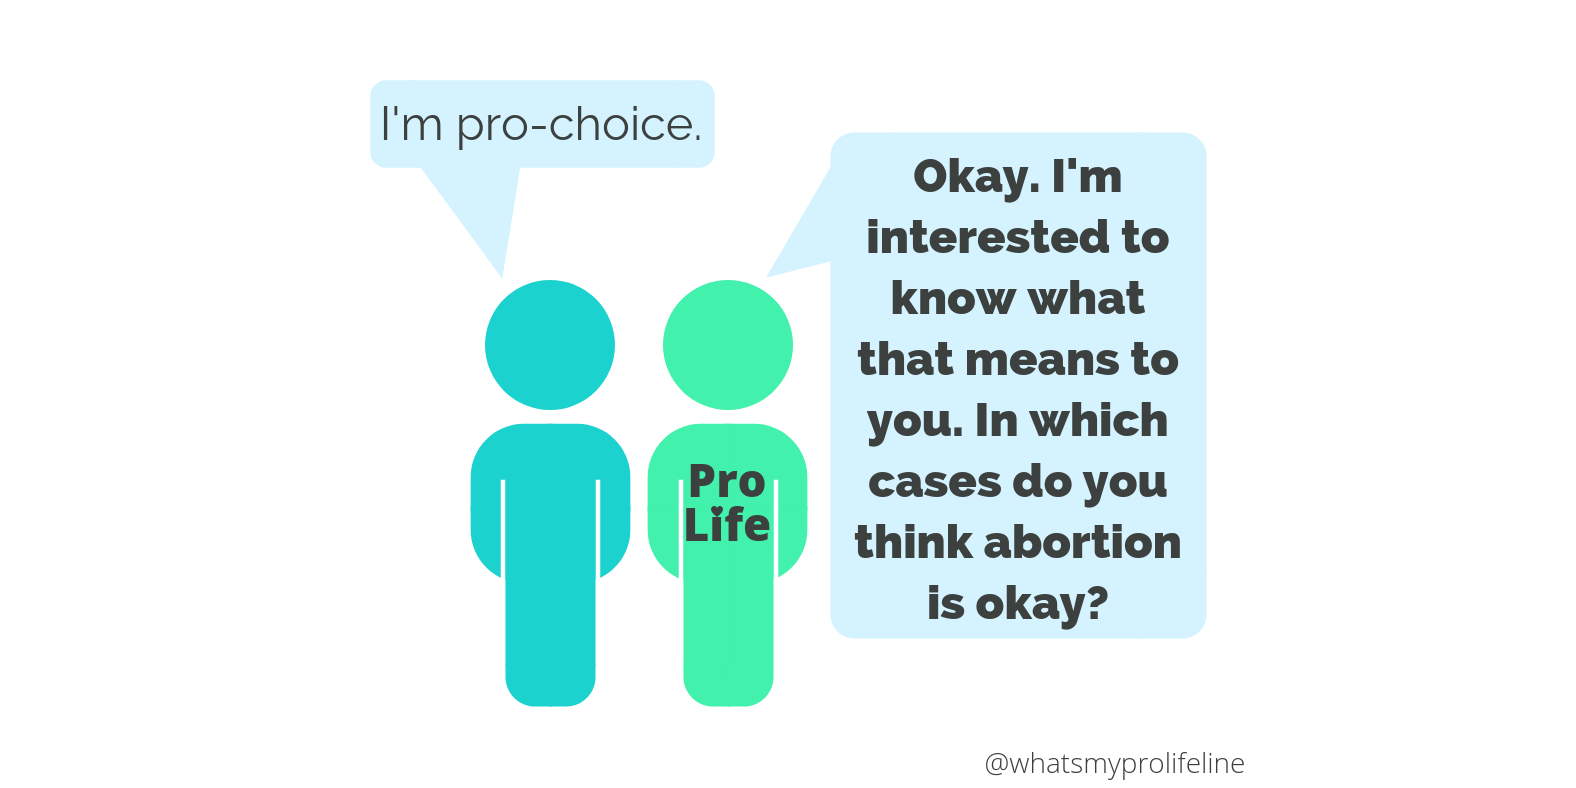 I'm pro-choice.
Okay. I'm
interested to
know what
that means to
you. In which
cases do you
think abortion
is okay?
Pro
Life
@whatsmyprolifeline